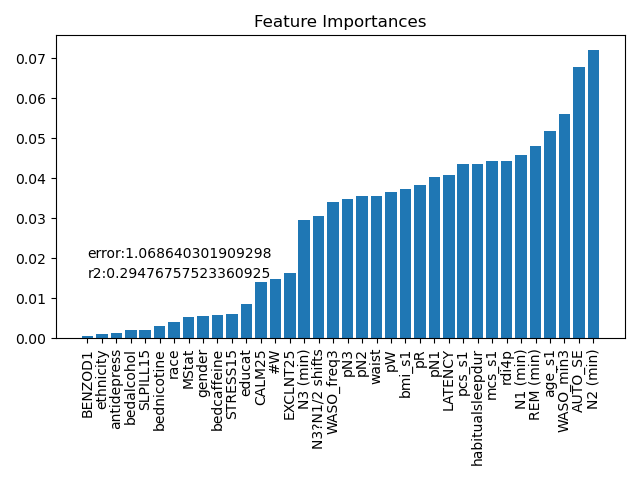 Feature Importances
0.07
0.06
0.05
0.04
0.03
0.02
0.01
0.00
error:1.068640301909298
r2:0.29476757523360925
BENZOD1
ethnicity
antidepress
bedalcohol
SLPILL15
bednicotine
race
MStat
gender
bedcaffeine
STRESS15
educat
CALM25
#W
EXCLNT25
N3 (min)
N3?N1/2 shifts
WASO_freq3
pN3
pN2
waist
pW
bmi_s1
pR
pN1
LATENCY
pcs_s1
habitualsleepdur
mcs_s1
rdi4p
N1 (min)
REM (min)
age_s1
WASO_min3
AUTO_SE
N2 (min)